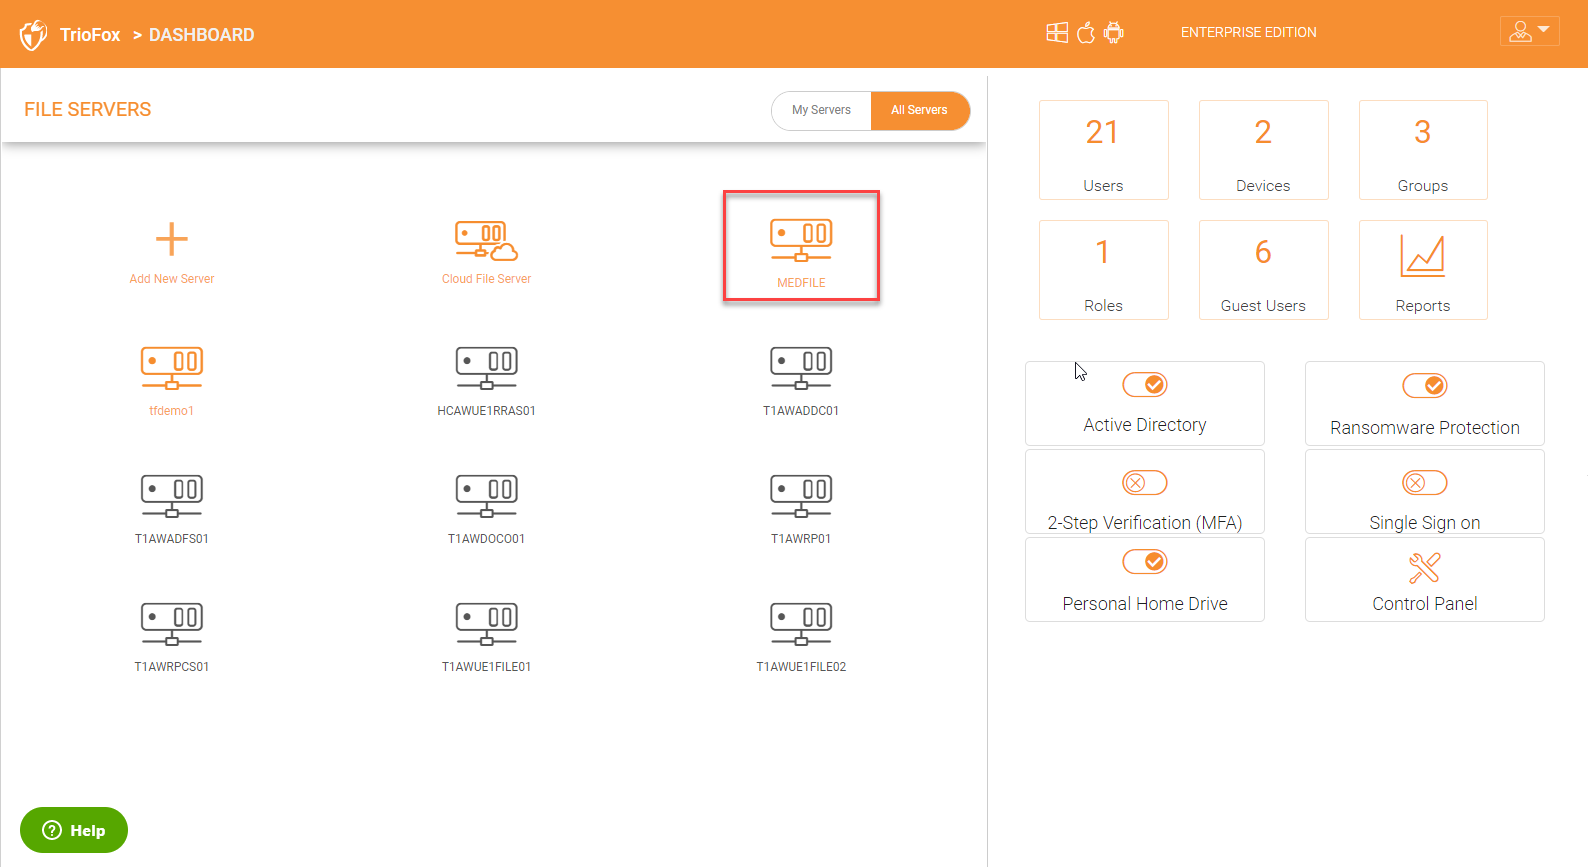 TrioFox > DASHBOARD
ENTERPRISE EDITION
FILE SERVERS
My Servers
All Servers
Add New Server
Cloud File Server
MEDFILE
tfdemo1
HCAWUE1RRAS01
T1AWADDC01
T1AWADFS01
T1AWDOCO01
T1AWRP01
T1AWRPCS01
T1AWUE1FILE01
T1AWUE1FILE02
Help
21
Users
2
Devices
3
Groups
1
Roles
6
Guest Users
Reports
Active Directory
Ransomware Protection
2-Step Verification (MFA)
Single Sign on
Personal Home Drive
Control Panel